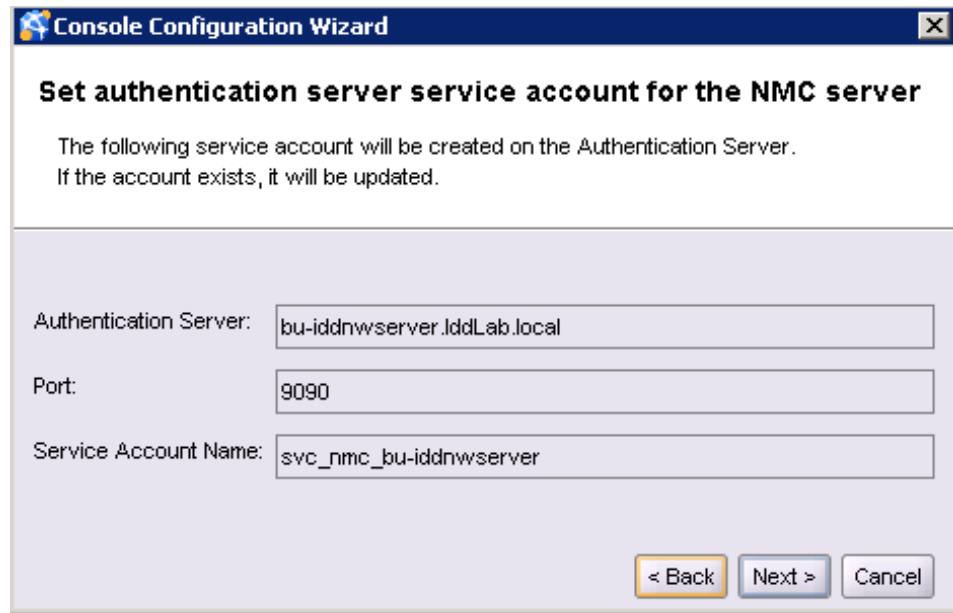 Console Configuration Wizard
Set authentication server service account for the NMC server
The following service account will be created on the Authentication Server.
If the account exists, it will be updated.
Authentication Server: bu-iddnwserver.IddLab.local
Port: 9090
Service Account Name: svc_nmc_bu-iddnwserver
< Back Next > Cancel